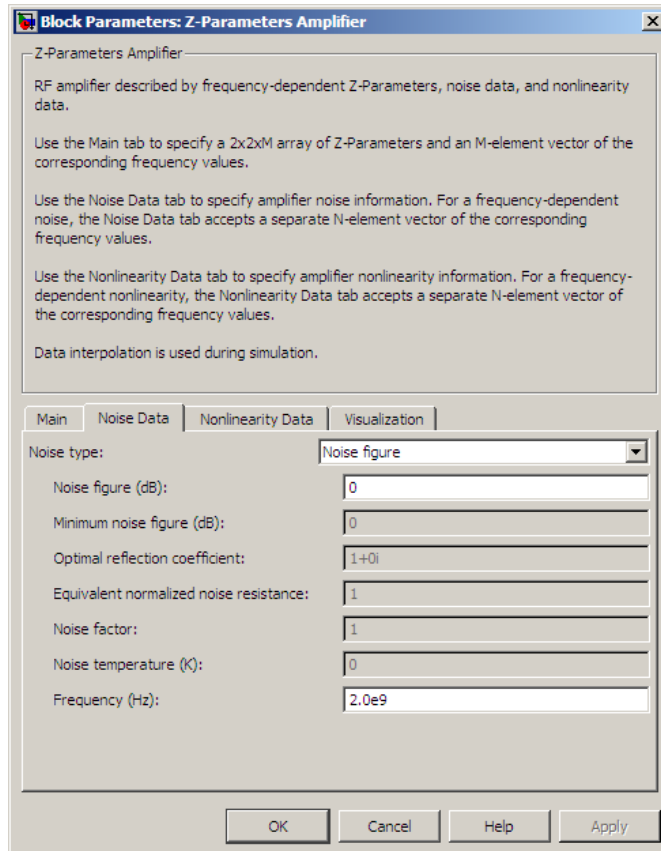 Block Parameters: Z-Parameters Amplifier
Z-Parameters Amplifier
RF amplifier described by frequency-dependent Z-Parameters, noise data, and nonlinearity
data.
Use the Main tab to specify a 2x2xM array of Z-Parameters and an M-element vector of the
corresponding frequency values.
Use the Noise Data tab to specify amplifier noise information. For a frequency-dependent
noise, the Noise Data tab accepts a separate N-element vector of the corresponding
frequency values.
Use the Nonlinearity Data tab to specify amplifier nonlinearity information. For a frequency-
dependent nonlinearity, the Nonlinearity Data tab accepts a separate N-element vector of
the corresponding frequency values.
Data interpolation is used during simulation.
Main Noise Data Nonlinearity Data Visualization
Noise type: Noise figure
Noise figure (dB): 0
Minimum noise figure (dB): 0
Optimal reflection coefficient: 1+0i
Equivalent normalized noise resistance: 1
Noise factor: 1
Noise temperature (K): 0
Frequency (Hz): 2.0e9
OK Cancel Help Apply